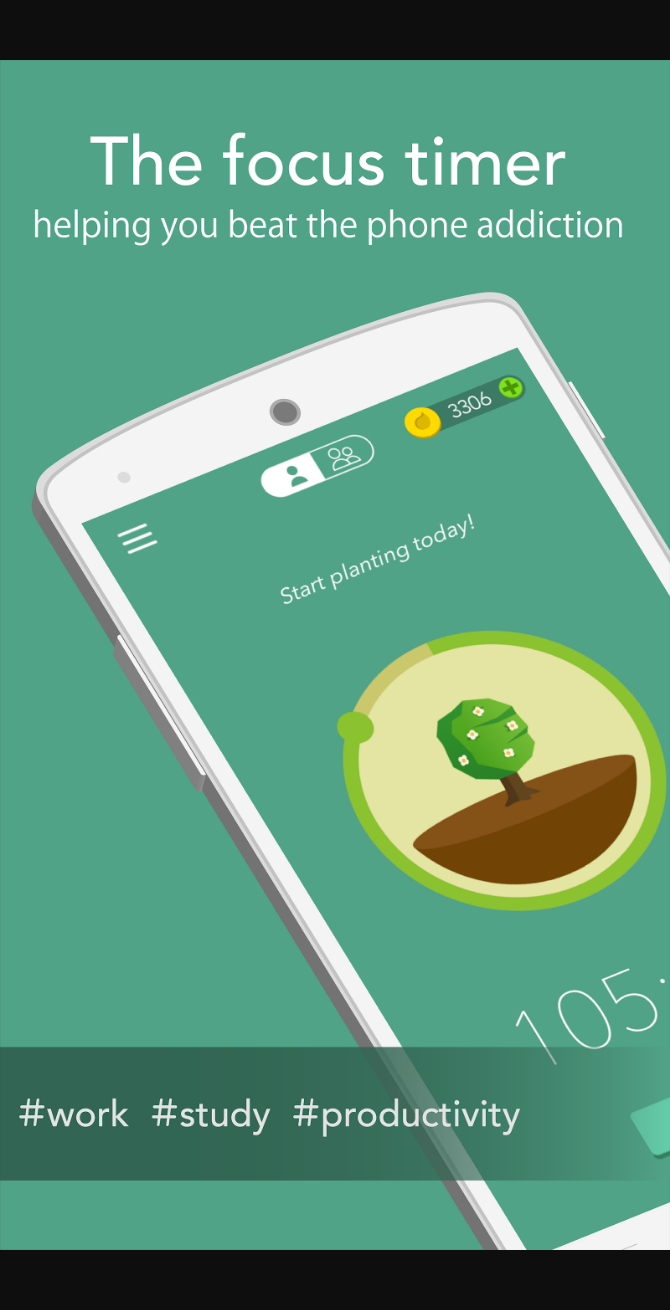 The focus timer
helping you beat the phone addiction
3306
Start planting today!
105:
#work #study #productivity